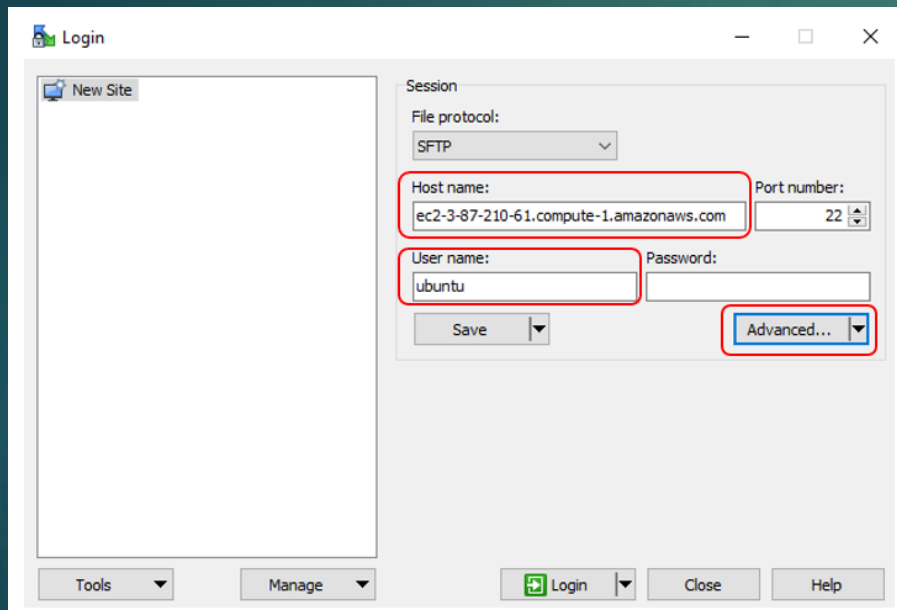 Login
New Site
Session
File protocol:
SFTP
Host name:
Port number:
ec2-3-87-210-61.compute-1.amazonaws.com
22
User name:
Password:
ubuntu
Save
Advanced...
Tools
Manage
Login
Close
Help